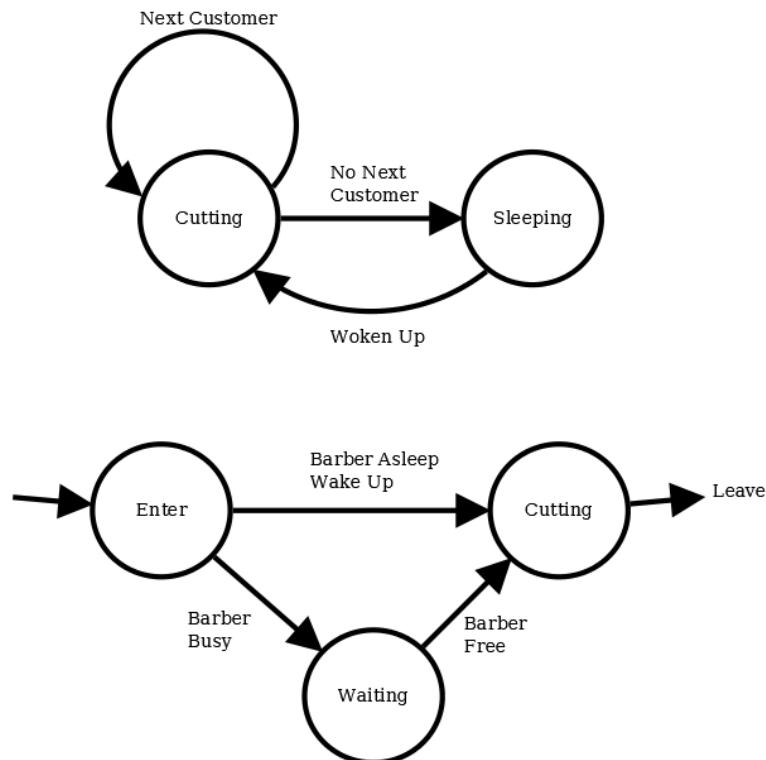 Next Customer
No Next
Customer
Cutting
Sleeping
Woken Up
Barber Asleep
Wake Up
Enter
Cutting
Leave
Barber
Busy
Barber
Free
Waiting